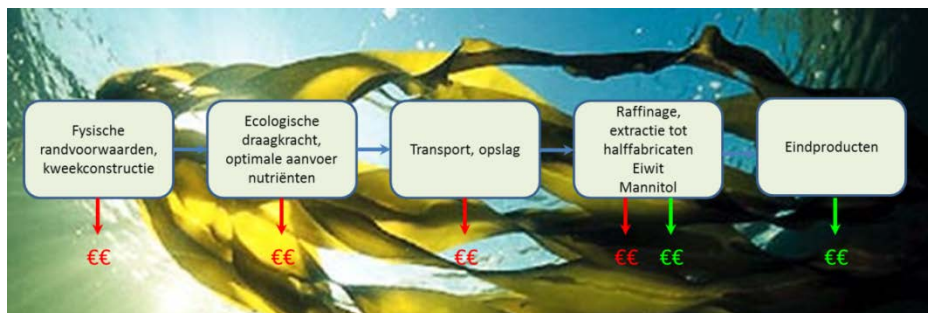 Fysische
randvoorwaarden,
kweekconstructie
Ecologische
draagkracht,
optimale aanvoer
nutriënten
Transport, opslag
Raffinage,
extractie tot
halffabricaten
Eiwit
Mannitol
Eindproducten
€€
€€
€€
€€
€€
€€